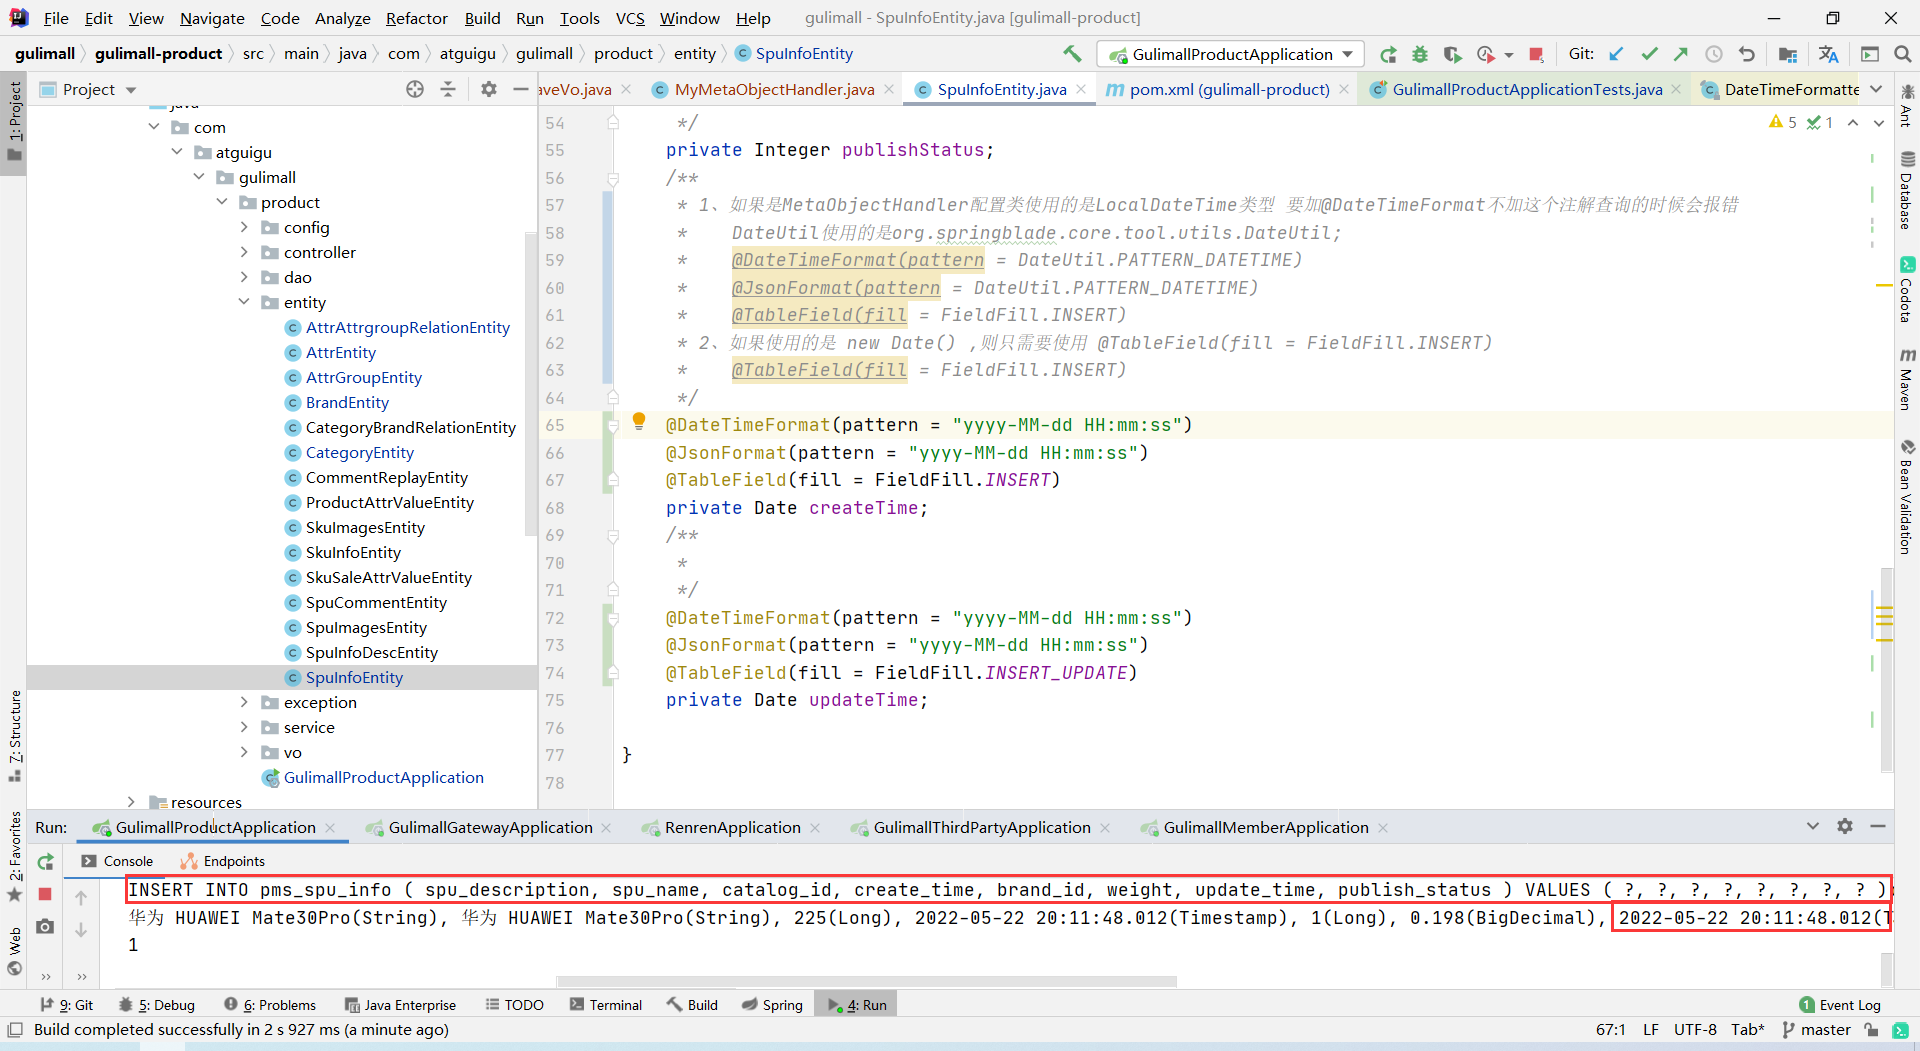 File Edit View Navigate Code Analyze Refactor Build Run Tools VCS Window Help gulimall - SpuInfoEntity.java [gulimall-product]
gulimall gulimall-product src main java com atguigu gulimall product entity SpuInfoEntity GulimallProductApplication Git:
Project
aveVo.java MyMetaObjectHandler.java SpuInfoEntity.java pom.xml (gulimall-product) GulimallProductApplicationTests.java DateTimeFormatte
1: Project
7: Structure
2: Favorites
Web
java
com
atguigu
gulimall
product
config
controller
dao
entity
AttrAttrgroupRelationEntity
AttrEntity
AttrGroupEntity
BrandEntity
CategoryBrandRelationEntity
CategoryEntity
CommentReplayEntity
ProductAttrValueEntity
SkuImagesEntity
SkuInfoEntity
SkuSaleAttrValueEntity
SpuCommentEntity
SpuImagesEntity
SpuInfoDescEntity
SpuInfoEntity
exception
service
vo
GulimallProductApplication
resources
5 1
54 */
55 private Integer publishStatus;
56 /**
57 * 1、如果是MetaObjectHandler配置类使用的是LocalDateTime类型 要加@DateTimeFormat不加这个注解查询的时候会报错
58 * DateUtil使用的是org.springblade.core.tool.utils.DateUtil;
59 * @DateTimeFormat(pattern = DateUtil.PATTERN_DATETIME)
60 * @JsonFormat(pattern = DateUtil.PATTERN_DATETIME)
61 * @TableField(fill = FieldFill.INSERT)
62 * 2、如果使用的是 new Date() ,则只需要使用 @TableField(fill = FieldFill.INSERT)
63 * @TableField(fill = FieldFill.INSERT)
64 */
65 @DateTimeFormat(pattern = "yyyy-MM-dd HH:mm:ss")
66 @JsonFormat(pattern = "yyyy-MM-dd HH:mm:ss")
67 @TableField(fill = FieldFill.INSERT)
68 private Date createTime;
69 /**
70 *
71 */
72 @DateTimeFormat(pattern = "yyyy-MM-dd HH:mm:ss")
73 @JsonFormat(pattern = "yyyy-MM-dd HH:mm:ss")
74 @TableField(fill = FieldFill.INSERT_UPDATE)
75 private Date updateTime;
76
77 }
78
Ant
Database
Codota
Maven
Bean Validation
Run: GulimallProductApplication GulimallGatewayApplication RenrenApplication GulimallThirdPartyApplication GulimallMemberApplication
Console Endpoints
INSERT INTO pms_spu_info ( spu_description, spu_name, catalog_id, create_time, brand_id, weight, update_time, publish_status ) VALUES ( ?, ?, ?, ?, ?, ?, ?, ? )
华为 HUAWEI Mate30Pro(String), 华为 HUAWEI Mate30Pro(String), 225(Long), 2022-05-22 20:11:48.012(Timestamp), 1(Long), 0.198(BigDecimal), 2022-05-22 20:11:48.012(T
1
9: Git 5: Debug 6: Problems Java Enterprise TODO Terminal Build Spring 4: Run 1 Event Log
Build completed successfully in 2 s 927 ms (a minute ago) 67:1 LF UTF-8 Tab* master